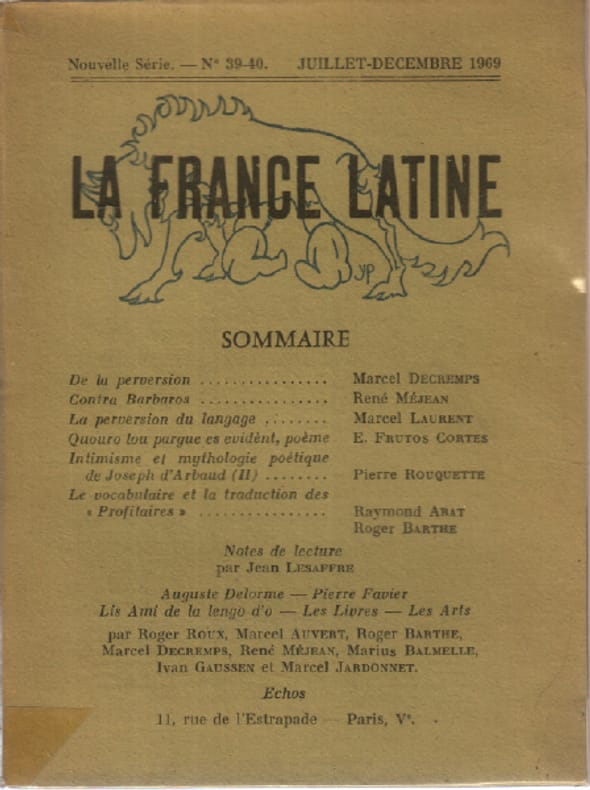 Nouvelle Série. — N° 39-40. JUILLET-DECEMBRE 1969
LA FRANCE LATINE
YP
SOMMAIRE
De la perversion ................ Marcel DECREMPS
Contra Barbaros ................ René MÉJEAN
La perversion du langage ........ Marcel LAURENT
Quouro lou pargue es evidènt, poème E. FRUTOS CORTES
Intimisme et mythologie poétique
de Joseph d'Arbaud (II) ........ Pierre ROUQUETTE
Le vocabulaire et la traduction des
« Profitaires » ................ Raymond ABAT
Roger BARTHE
Notes de lecture
par Jean LESAFFRE
Auguste Delorme — Pierre Favier
Lis Ami de la lengo d'o — Les Livres — Les Arts
par Roger ROUX, Marcel AUVERT, Roger BARTHE,
Marcel DECREMPS, René MÉJEAN, Marius BALMELLE,
Ivan GAUSSEN et Marcel JARDONNET.
Echos
11, rue de l'Estrapade — Paris, Vᵉ.